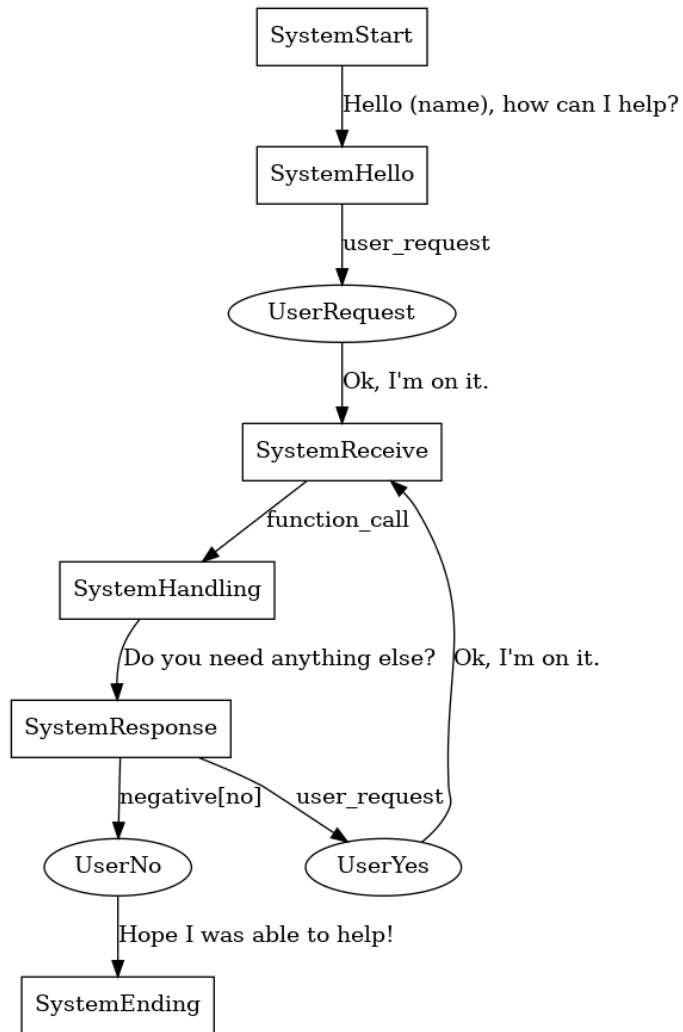 SystemStart
Hello (name), how can I help?
SystemHello
user_request
UserRequest
Ok, I'm on it.
SystemReceive
function_call
SystemHandling
Do you need anything else?
Ok, I'm on it.
SystemResponse
negative[no]
user_request
UserNo
UserYes
Hope I was able to help!
SystemEnding